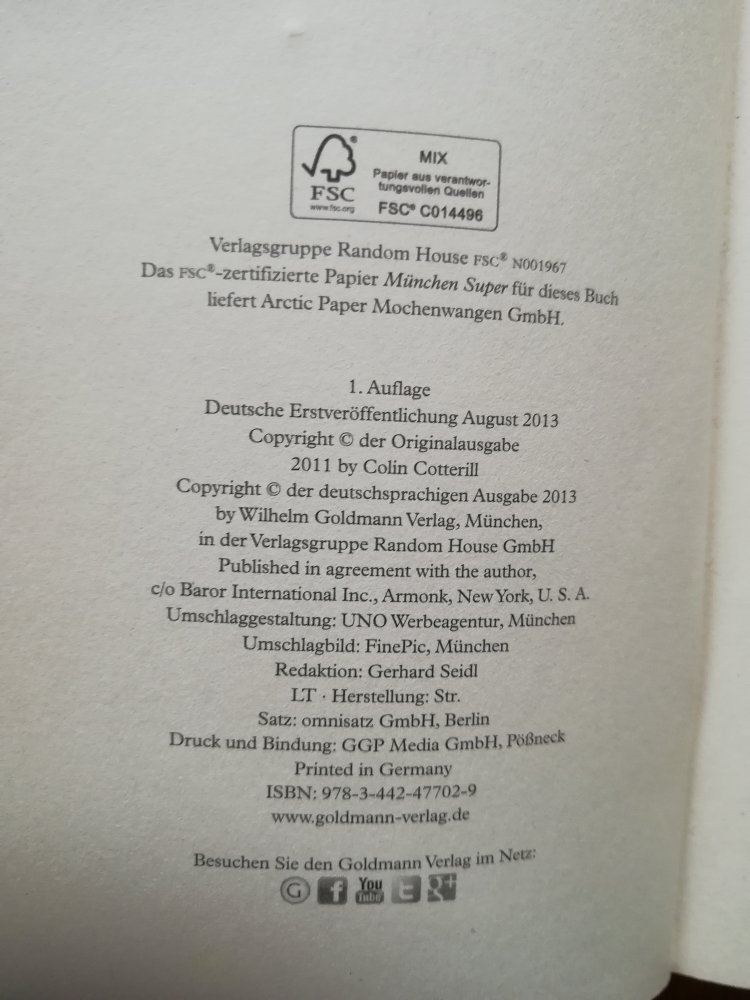 FSC®
www.fsc.org
MIX
Papier aus verantwor-
tungsvollen Quellen
FSC® C014496
Verlagsgruppe Random House FSC® N001967
Das FSC®-zertifizierte Papier München Super für dieses Buch
liefert Arctic Paper Mochenwangen GmbH.
1. Auflage
Deutsche Erstveröffentlichung August 2013
Copyright © der Originalausgabe
2011 by Colin Cotterill
Copyright © der deutschsprachigen Ausgabe 2013
by Wilhelm Goldmann Verlag, München,
in der Verlagsgruppe Random House GmbH
Published in agreement with the author,
c/o Baror International Inc., Armonk, New York, U. S. A.
Umschlaggestaltung: UNO Werbeagentur, München
Umschlagbild: FinePic, München
Redaktion: Gerhard Seidl
LT · Herstellung: Str.
Satz: omnisatz GmbH, Berlin
Druck und Bindung: GGP Media GmbH, Pößneck
Printed in Germany
ISBN: 978-3-442-47702-9
www.goldmann-verlag.de
Besuchen Sie den Goldmann Verlag im Netz:
G f You Tube t g+